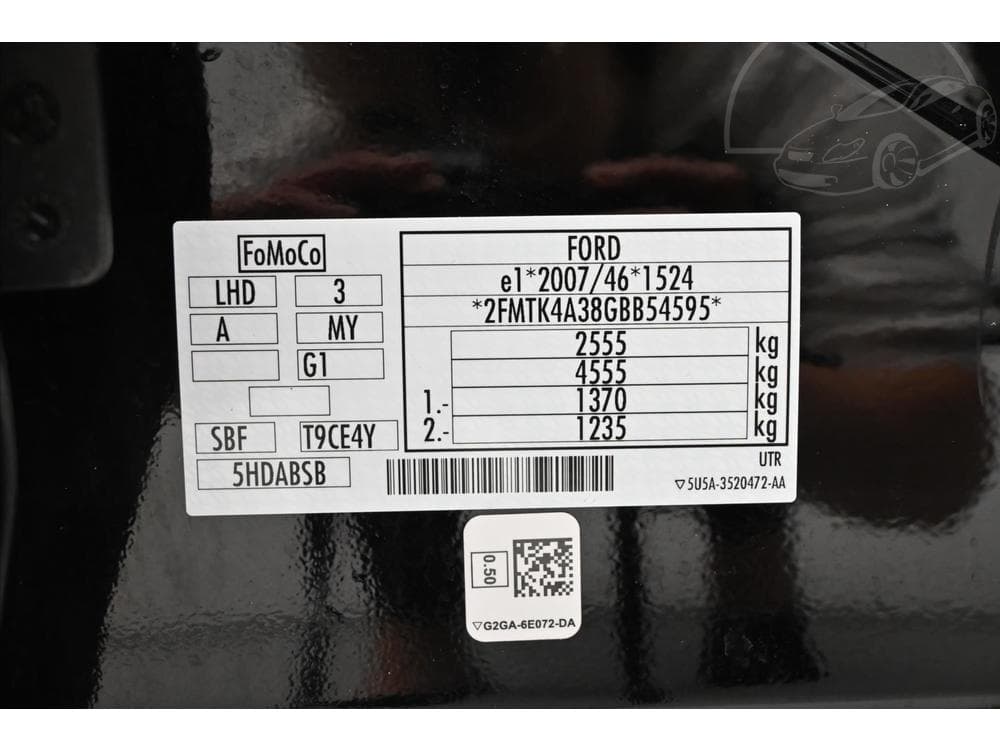 FoMoCo
LHD 3
A MY
G1
SBF T9CE4Y
5HDABSB
FORD
e1*2007/46*1524
*2FMTK4A38GBB54595*
2555 kg
4555 kg
1.- 1370 kg
2.- 1235 kg
UTR
5U5A-3520472-AA
0.50
G2GA-6E072-DA